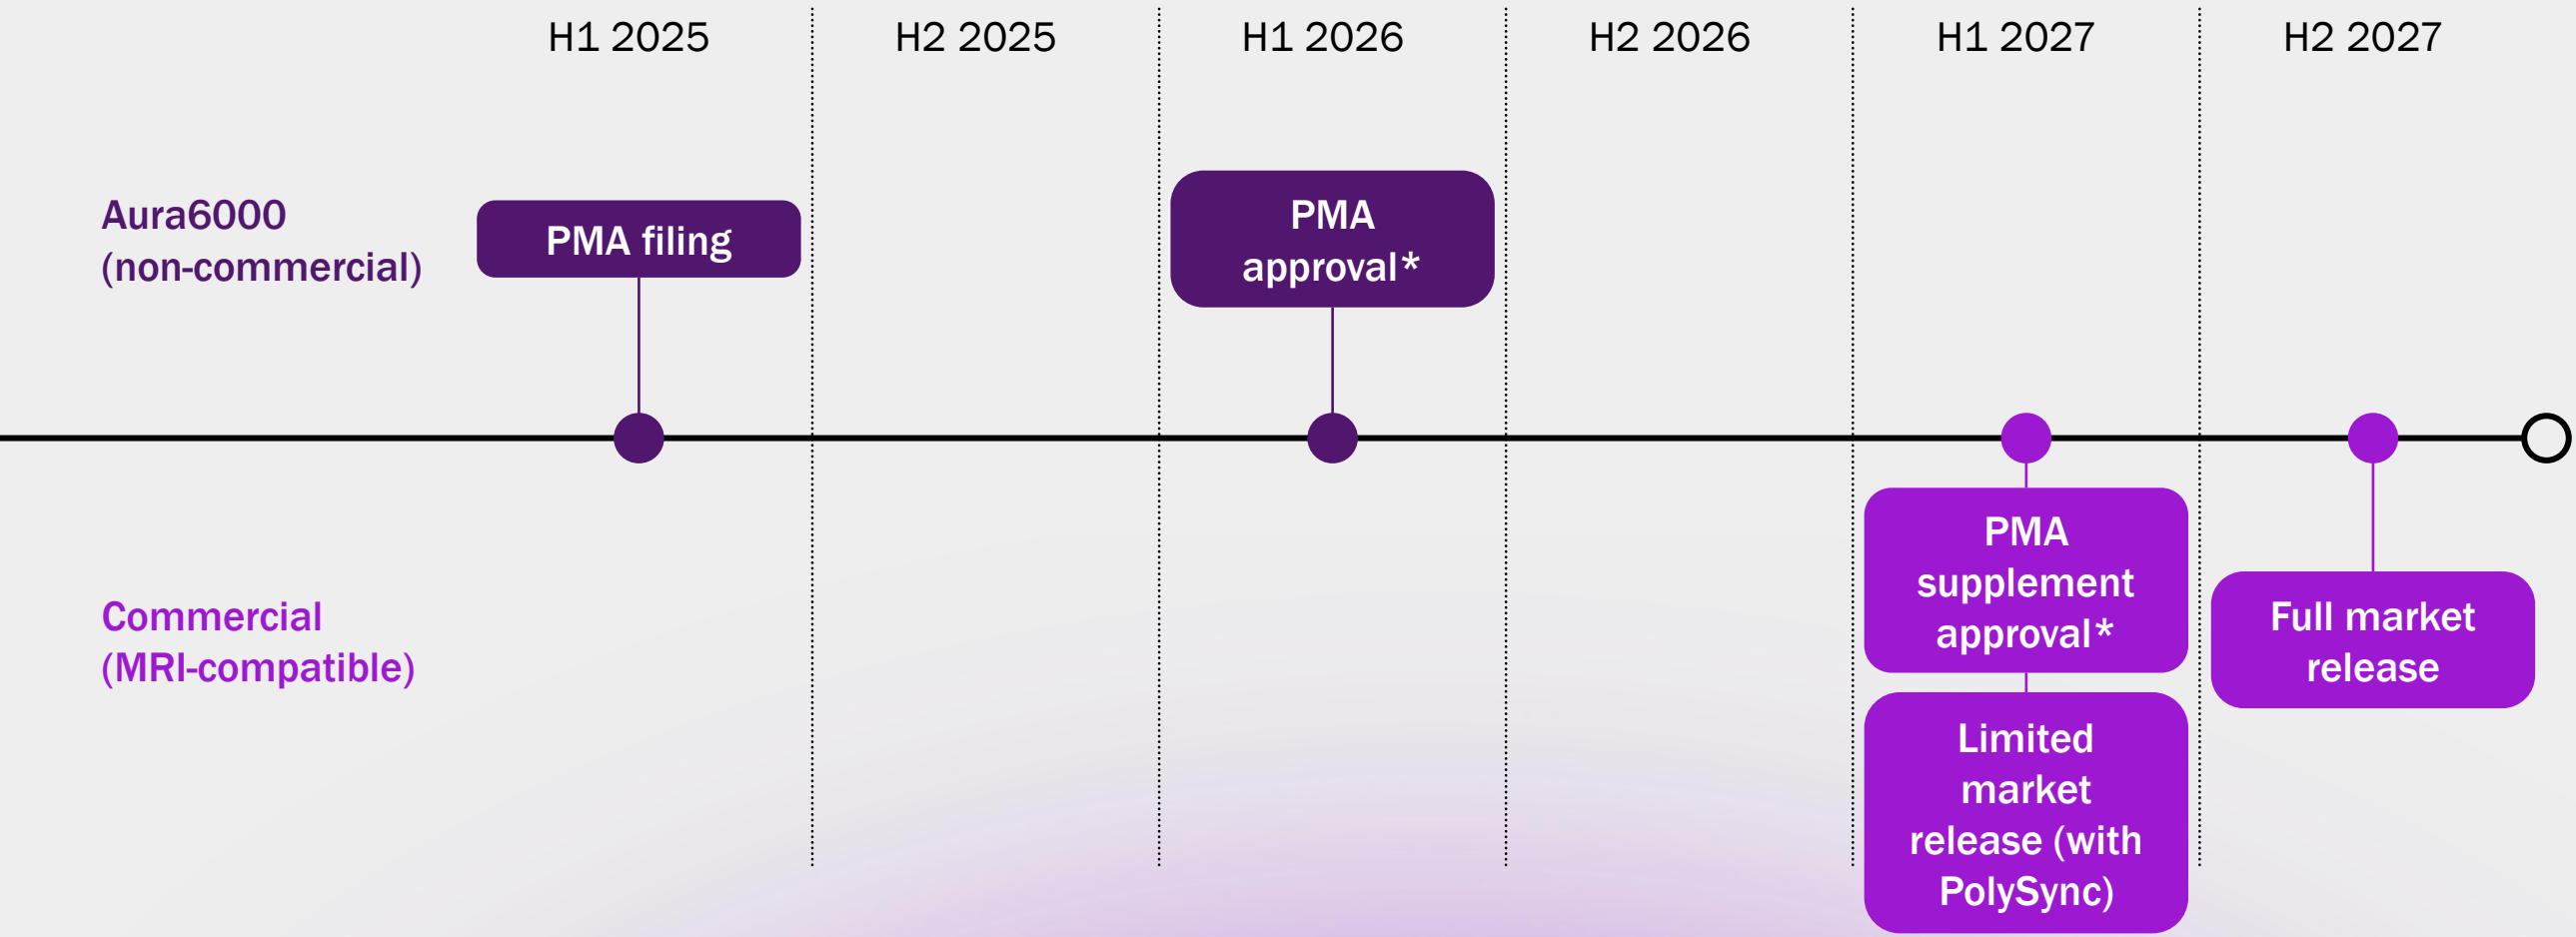 H1 2025
H2 2025
H1 2026
H2 2026
H1 2027
H2 2027
Aura6000
(non-commercial)
PMA filing
PMA
approval*
Commercial
(MRI-compatible)
PMA
supplement
approval*
Limited
market
release (with
PolySync)
Full market
release